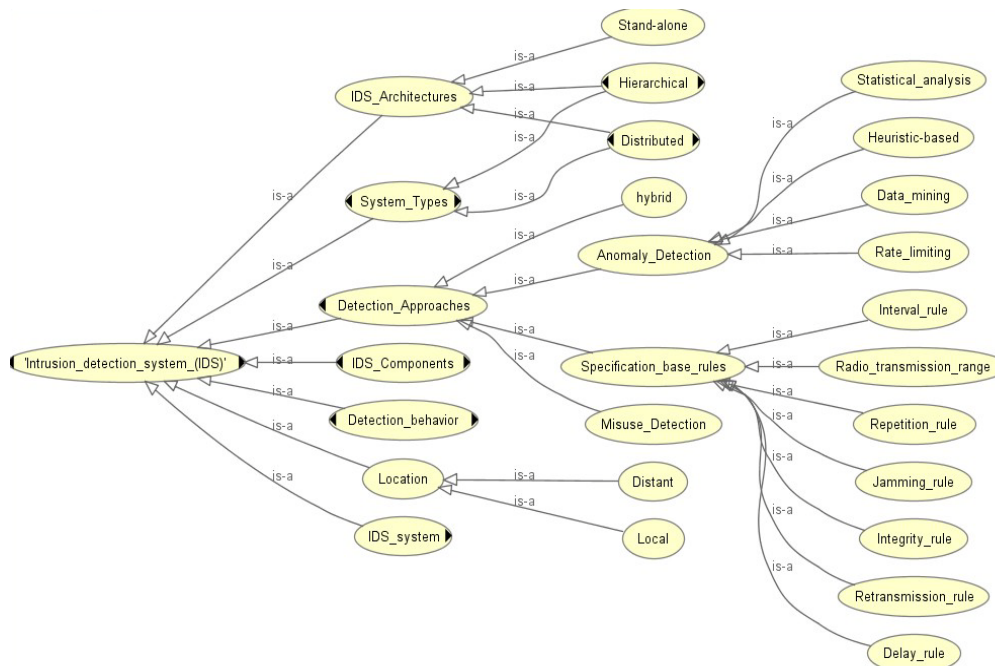 Stand-alone
is-a
IDS_Architectures
is-a
Hierarchical
is-a
is-a
Distributed
is-a
System_Types
is-a
is-a
hybrid
is-a
Anomaly_Detection
is-a
Detection_Approaches
is-a
is-a
Statistical_analysis
is-a
Heuristic-based
is-a
Data_mining
is-a
Rate_limiting
is-a
'Intrusion_detection_system_(IDS)'
is-a
IDS_Components
is-a
Detection_behavior
is-a
Location
is-a
IDS_system
is-a
Specification_base_rules
is-a
Misuse_Detection
is-a
Distant
is-a
Local
Interval_rule
is-a
Radio_transmission_range
is-a
Repetition_rule
is-a
Jamming_rule
is-a
Integrity_rule
is-a
Retransmission_rule
is-a
Delay_rule
is-a